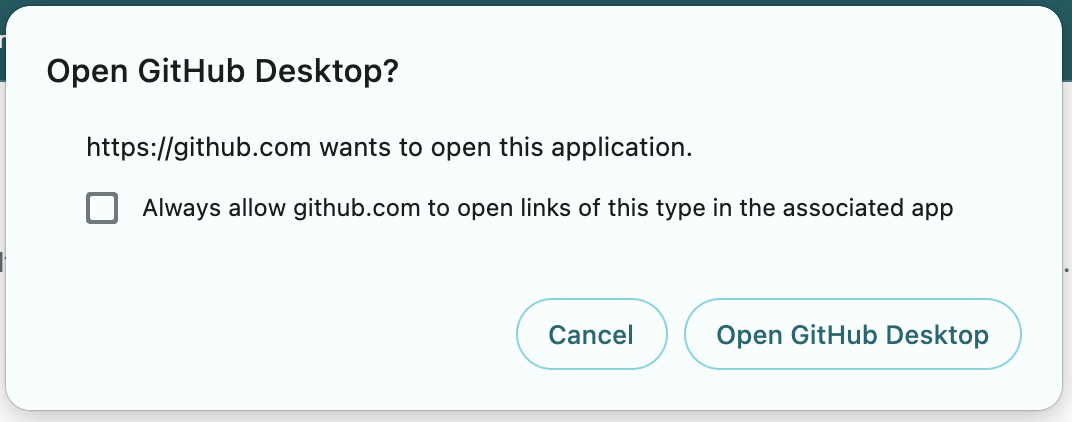 Open GitHub Desktop?
https://github.com wants to open this application.
Always allow github.com to open links of this type in the associated app
Cancel
Open GitHub Desktop